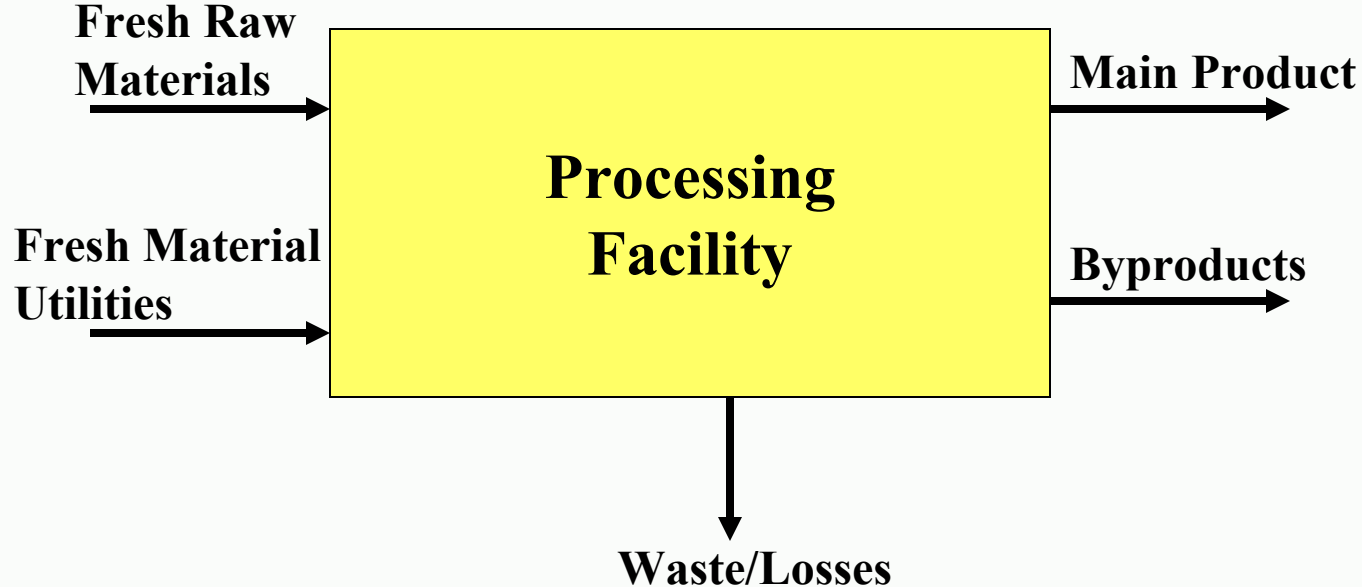 Fresh Raw
Materials
Main Product
Processing
Facility
Fresh Material
Utilities
Byproducts
Waste/Losses